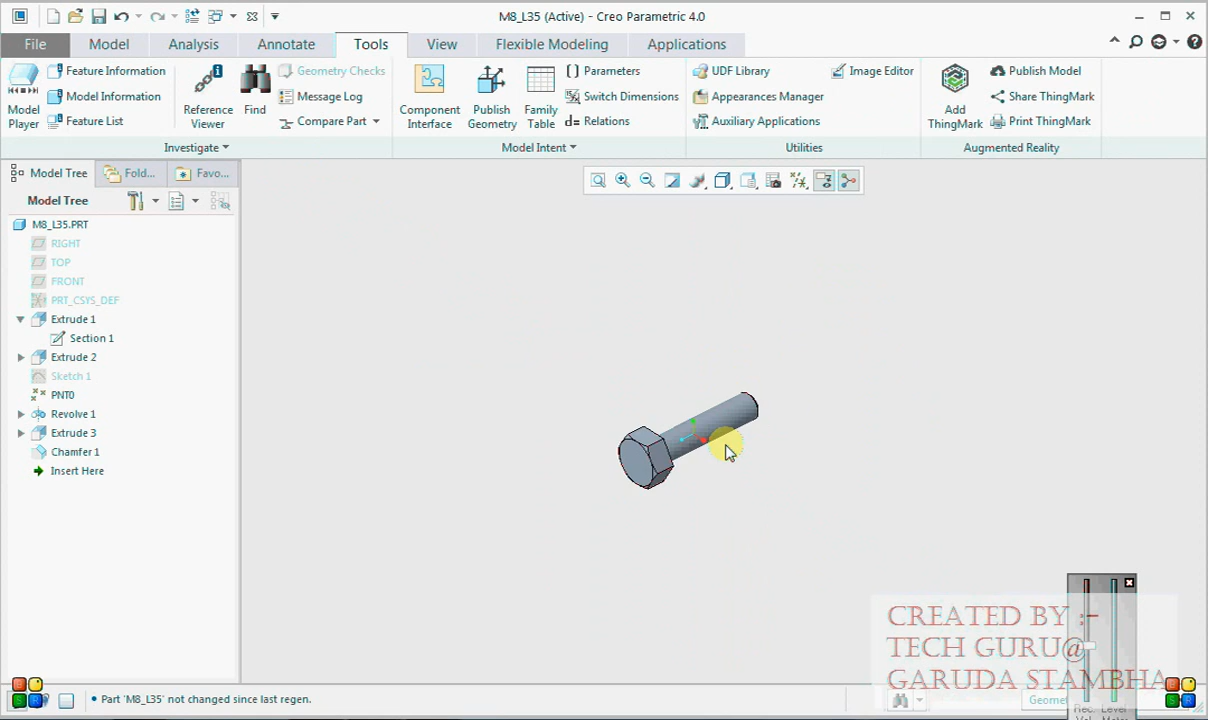 M8_L35 (Active) - Creo Parametric 4.0
File Model Analysis Annotate Tools View Flexible Modeling Applications
Model Player
Feature Information
Model Information
Feature List
Reference Viewer
Find
Geometry Checks
Message Log
Compare Part
Investigate
Component Interface
Publish Geometry
Family Table
[ ] Parameters
Switch Dimensions
d= Relations
Model Intent
UDF Library
Appearances Manager
Auxiliary Applications
Image Editor
Utilities
Add ThingMark
Publish Model
Share ThingMark
Print ThingMark
Augmented Reality
Model Tree Fold... Favo...
Model Tree
M8_L35.PRT
RIGHT
TOP
FRONT
PRT_CSYS_DEF
Extrude 1
Section 1
Extrude 2
Sketch 1
PNT0
Revolve 1
Extrude 3
Chamfer 1
Insert Here
CREATED BY :-
TECH GURU@
GARUDA STAMBHA
• Part 'M8_L35' not changed since last regen.
Geome